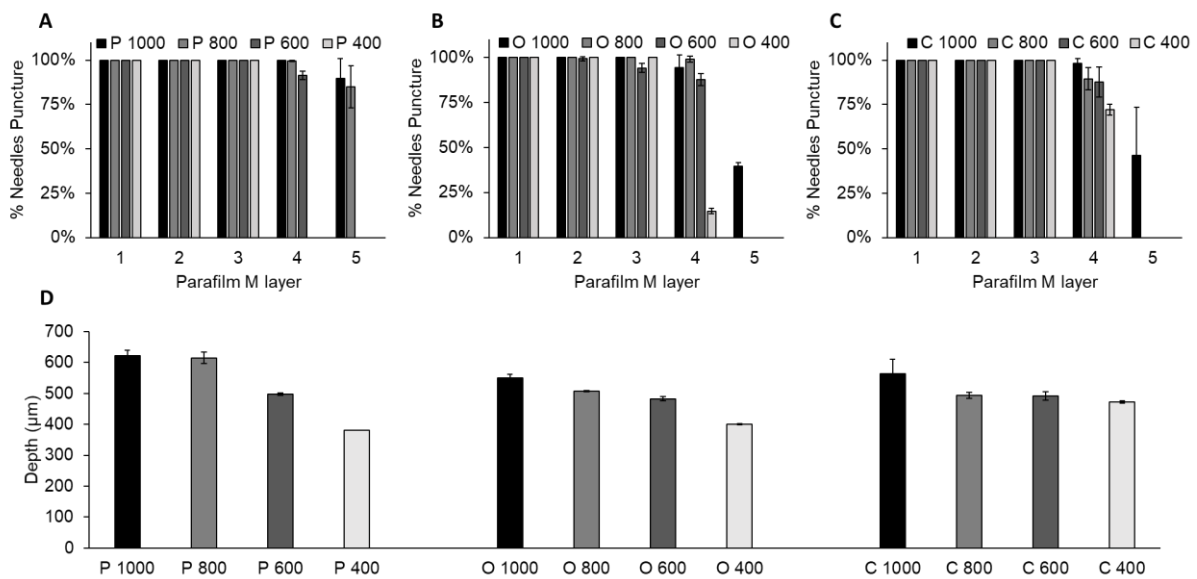 A
P 1000 P 800 P 600 P 400
100%
75%
50%
25%
0%
% Needles Puncture
1 2 3 4 5
Parafilm M layer
B
O 1000 O 800 O 600 O 400
100%
75%
50%
25%
0%
% Needles Puncture
1 2 3 4 5
Parafilm M layer
C
C 1000 C 800 C 600 C 400
100%
75%
50%
25%
0%
% Needles Puncture
1 2 3 4 5
Parafilm M layer
D
700
600
500
400
300
200
100
0
Depth (μm)
P 1000 P 800 P 600 P 400 O 1000 O 800 O 600 O 400 C 1000 C 800 C 600 C 400